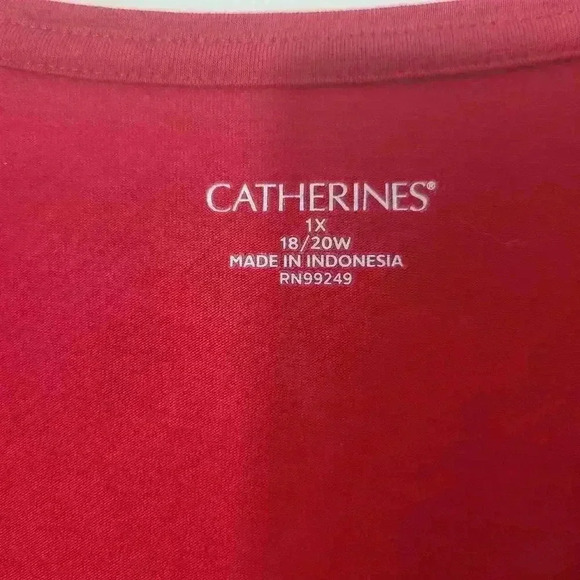 CATHERINES®
1X
18/20W
MADE IN INDONESIA
RN99249